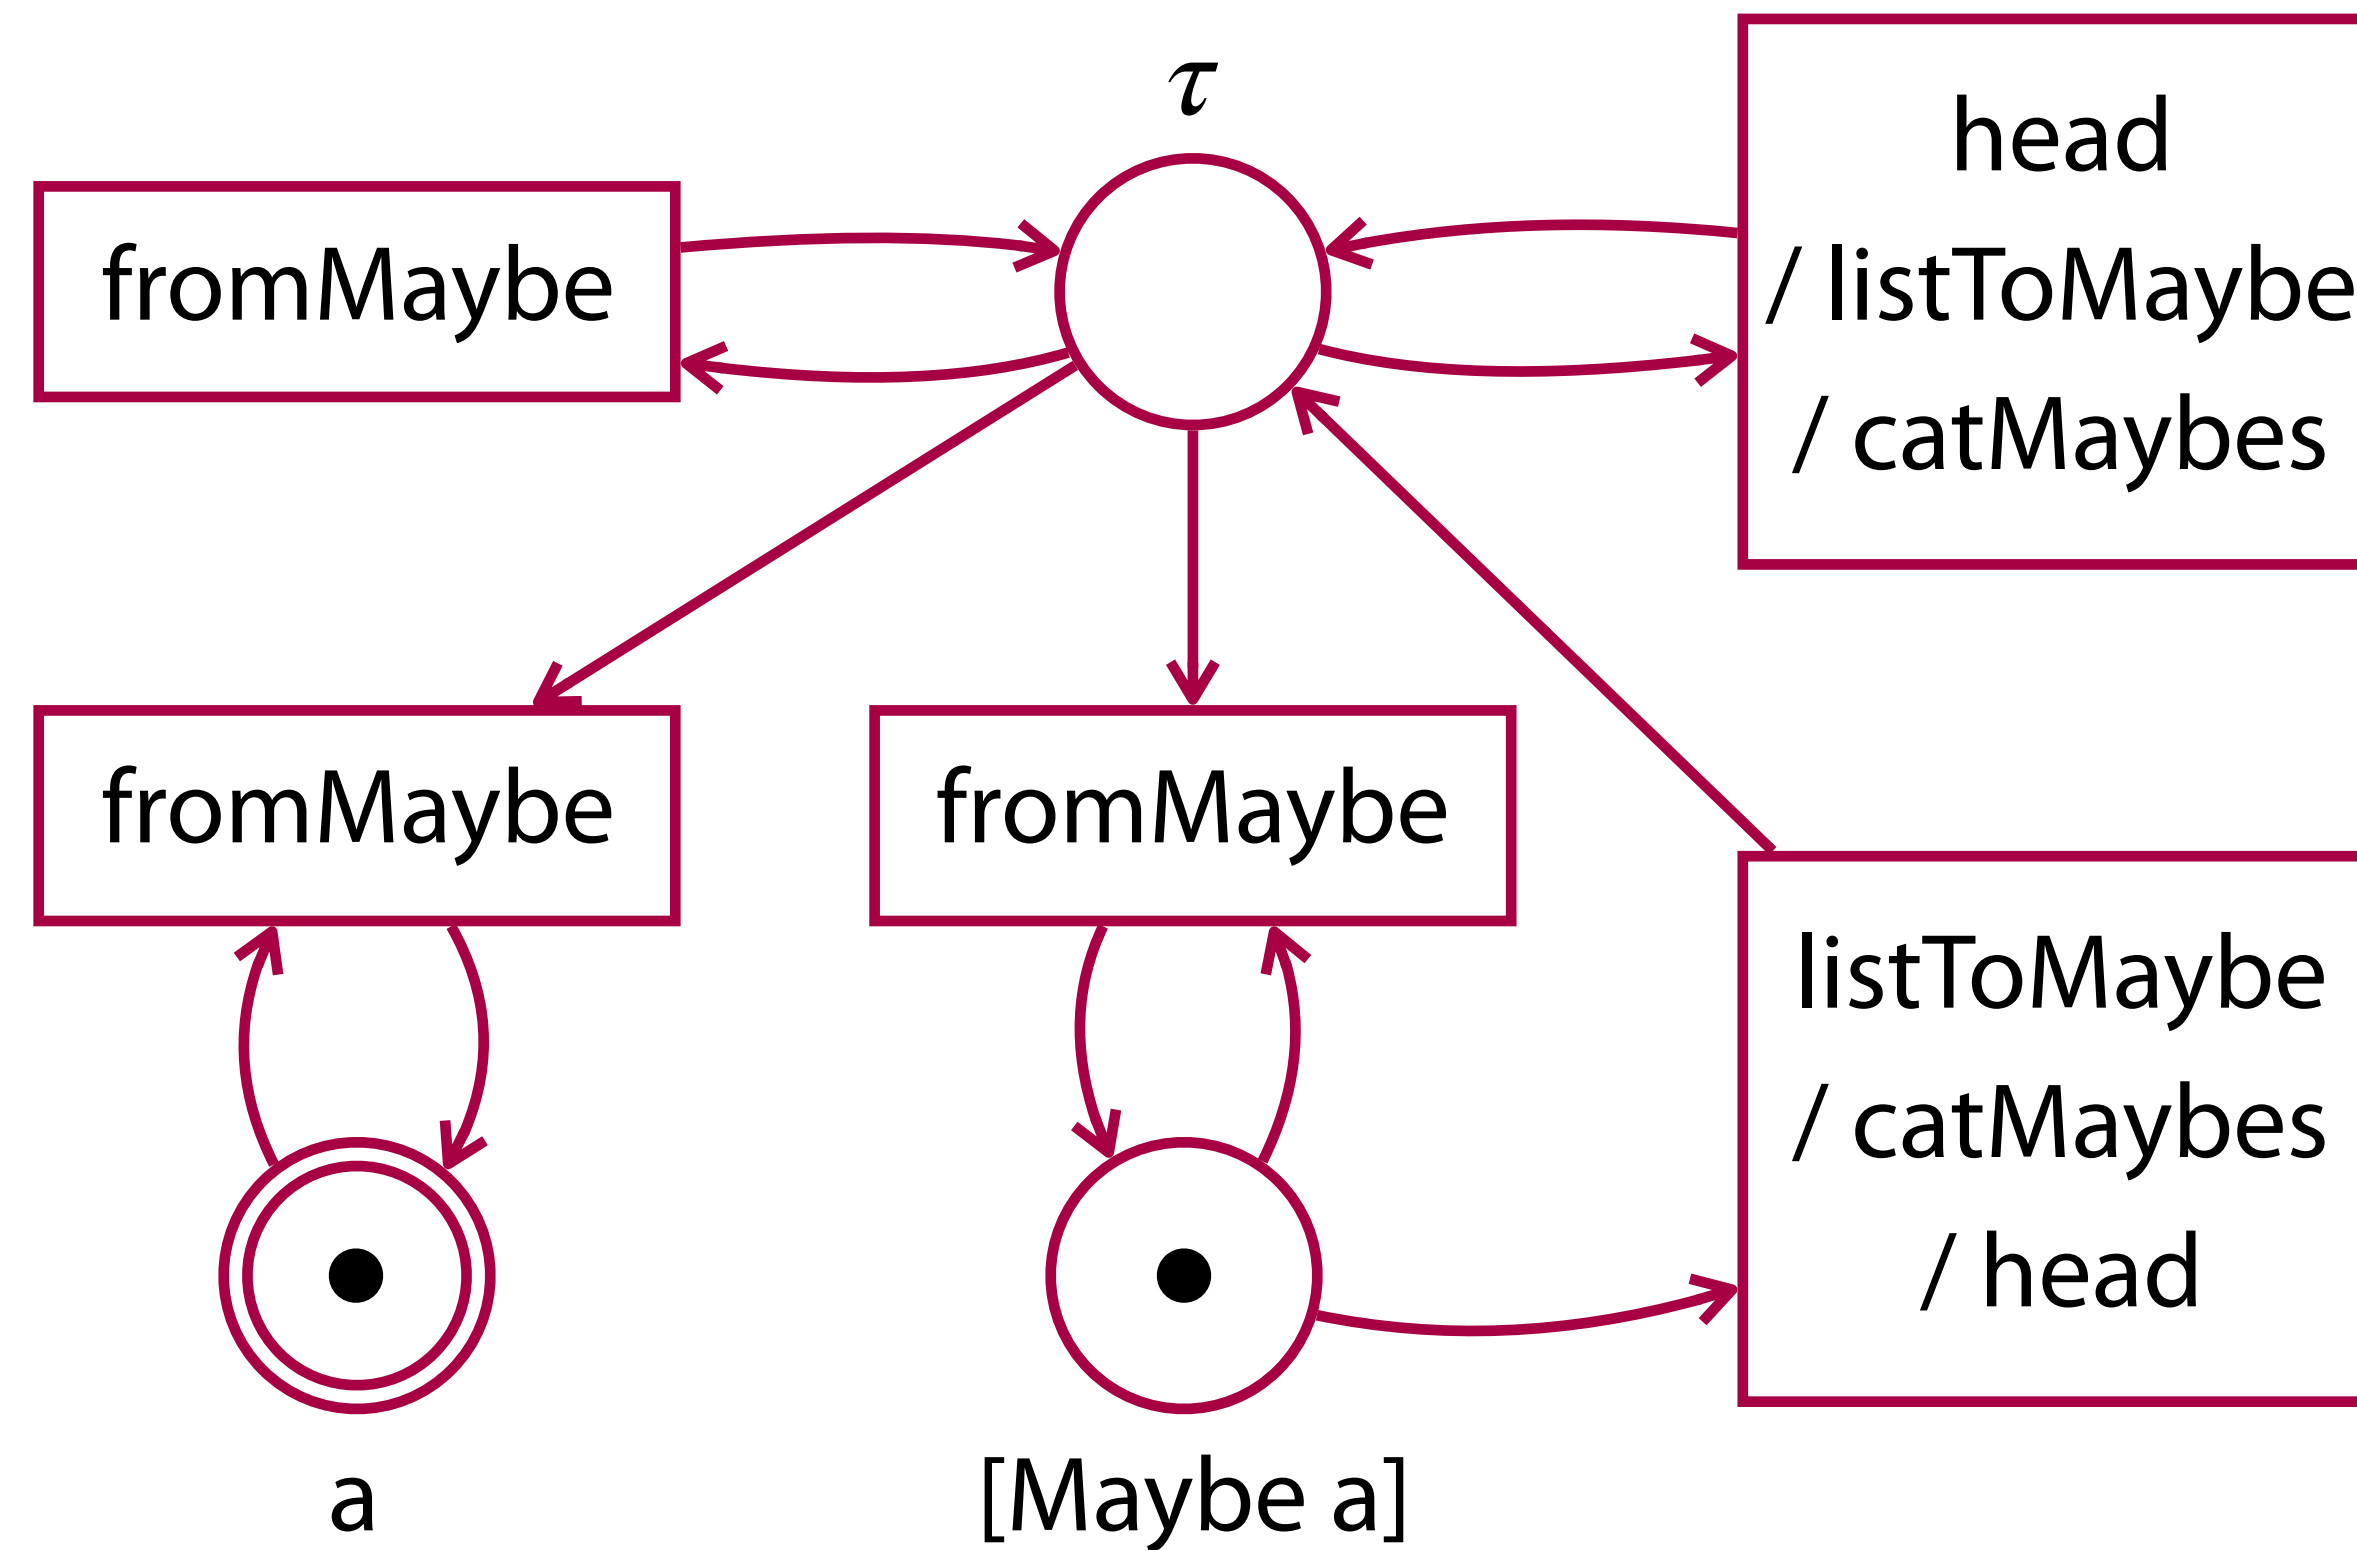 τ
head
/ listToMaybe
/ catMaybes
fromMaybe
fromMaybe
fromMaybe
listToMaybe
/ catMaybes
/ head
a
[Maybe a]